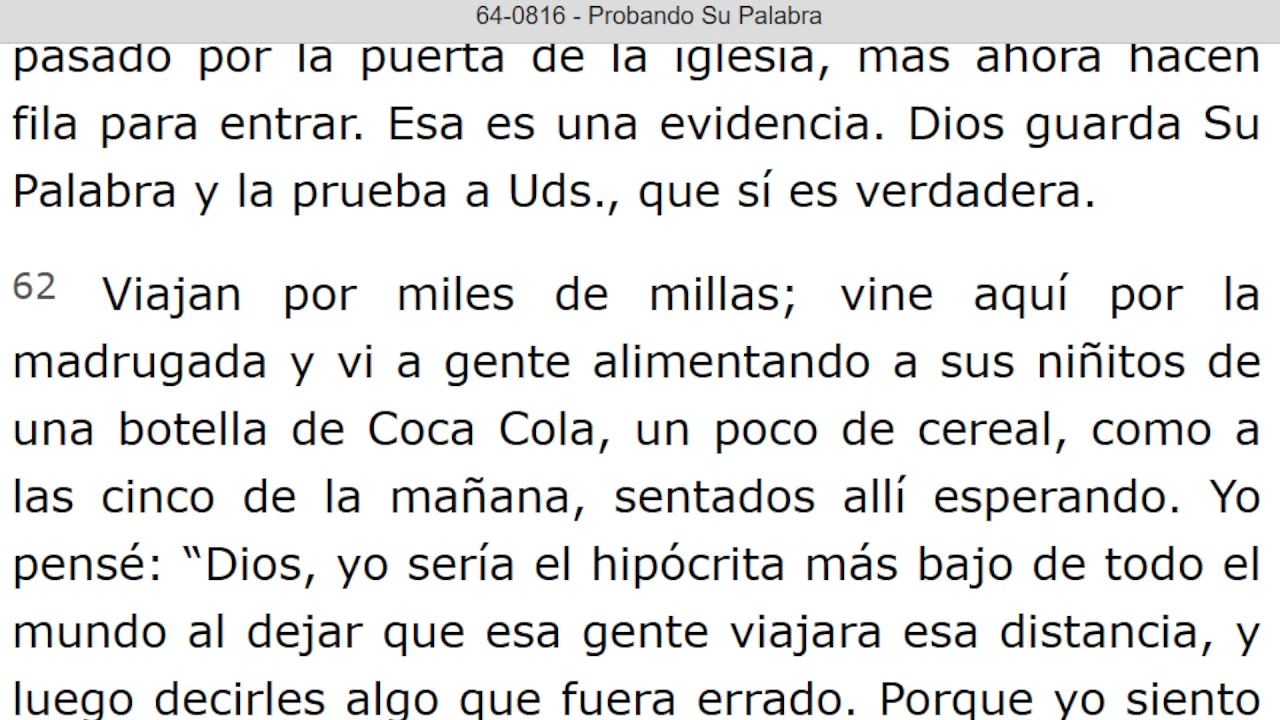 64-0816 - Probando Su Palabra
pasado por la puerta de la iglesia, mas ahora hacen
fila para entrar. Esa es una evidencia. Dios guarda Su
Palabra y la prueba a Uds., que sí es verdadera.
62 Viajan por miles de millas; vine aquí por la
madrugada y vi a gente alimentando a sus niñitos de
una botella de Coca Cola, un poco de cereal, como a
las cinco de la mañana, sentados allí esperando. Yo
pensé: “Dios, yo sería el hipócrita más bajo de todo el
mundo al dejar que esa gente viajara esa distancia, y
luego decirles algo que fuera errado. Porque yo siento